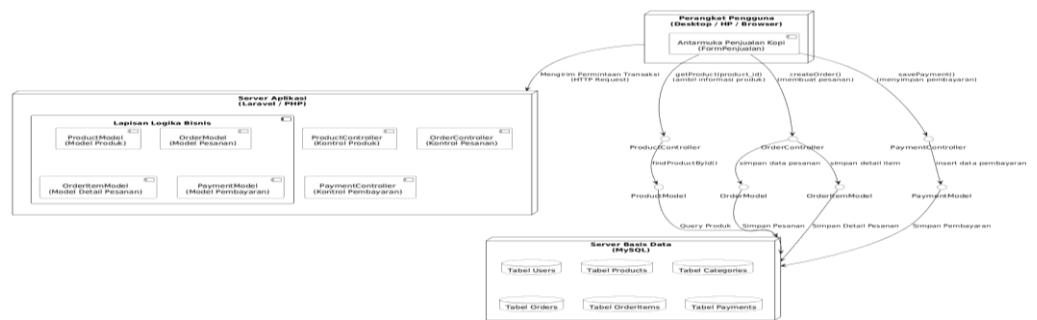 Perangkat Pengguna
(Desktop / HP / Browser)
Antarmuka Penjualan Kopi
(FormPenjualan)
Mengirim Permintaan Transaksi
(HTTP Request)
getProduct(product_id)
(ambil informasi produk)
createOrder()
(membuat pesanan)
savePayment()
(menyimpan pembayaran)
Server Aplikasi
(Laravel / PHP)
Lapisan Logika Bisnis
ProductModel
(Model Produk)
OrderModel
(Model Pesanan)
ProductController
(Kontrol Produk)
OrderController
(Kontrol Pesanan)
OrderItemModel
(Model Detail Pesanan)
PaymentModel
(Model Pembayaran)
PaymentController
(Kontrol Pembayaran)
ProductController
OrderController
PaymentController
findProductById()
simpan data pesanan
simpan detail item
insert data pembayaran
ProductModel
OrderModel
OrderItemModel
PaymentModel
Query Produk
Simpan Pesanan
Simpan Detail Pesanan
Simpan Pembayaran
Server Basis Data
(MySQL)
Tabel Users
Tabel Products
Tabel Categories
Tabel Orders
Tabel OrderItems
Tabel Payments